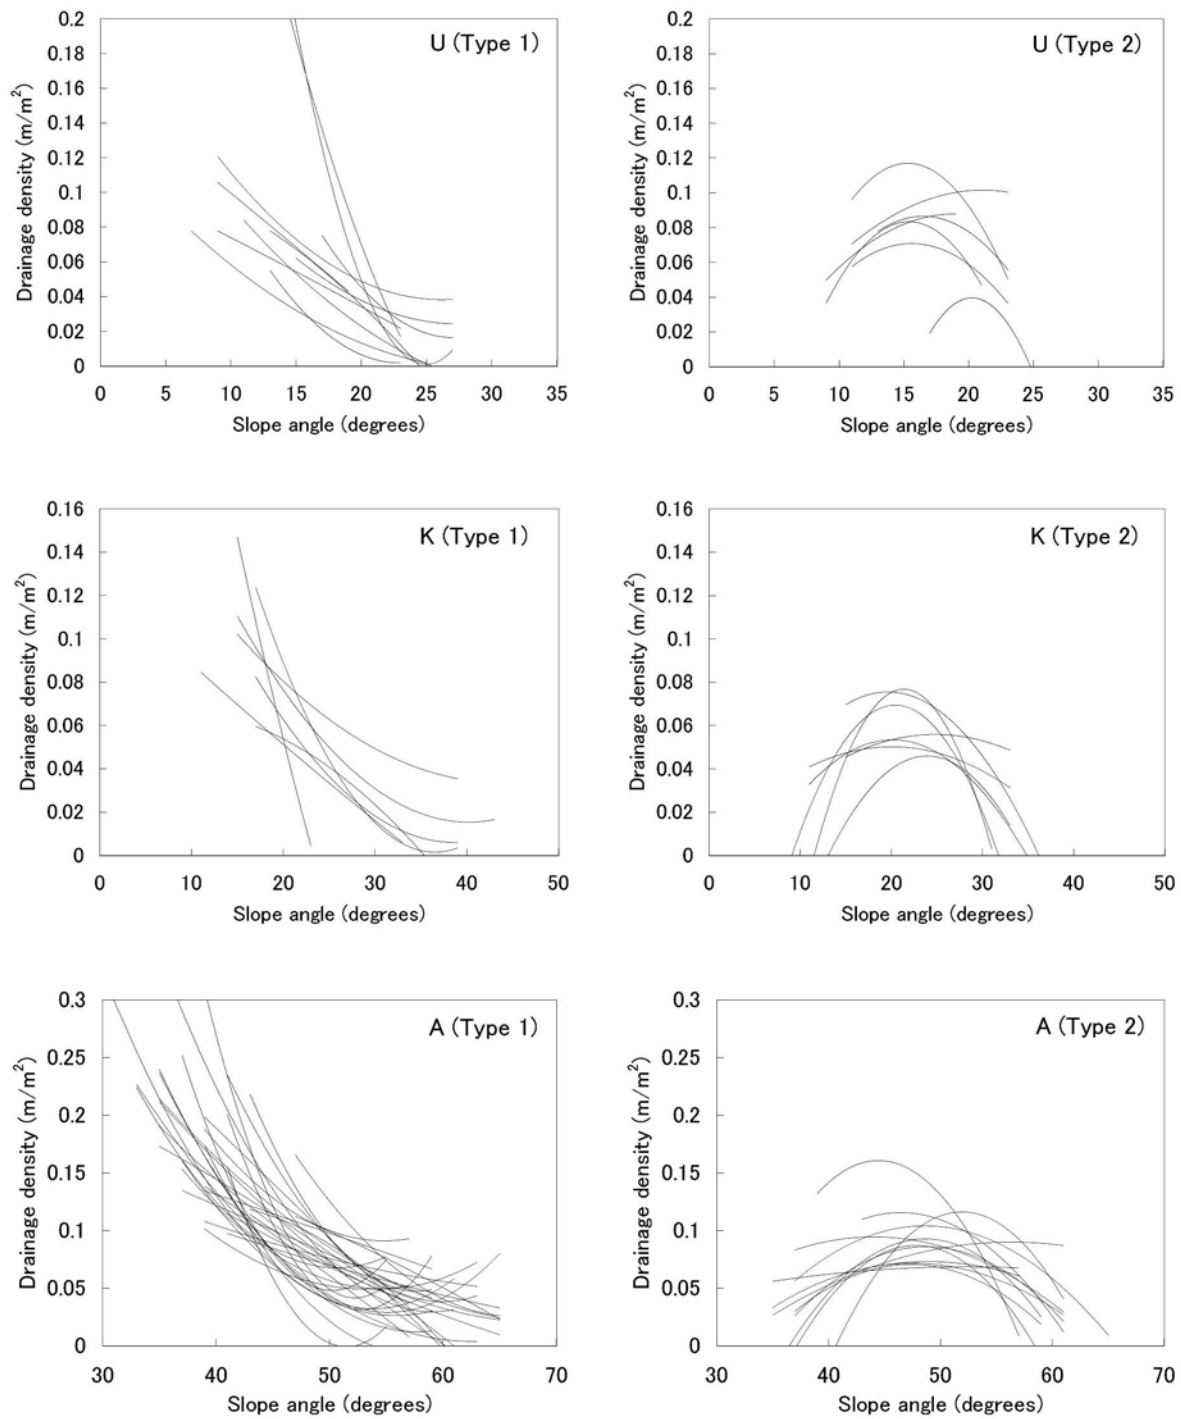 U (Type 1)
Drainage density (m/m²)
0.2
0.18
0.16
0.14
0.12
0.1
0.08
0.06
0.04
0.02
0
0 5 10 15 20 25 30 35
Slope angle (degrees)
U (Type 2)
Drainage density (m/m²)
0.2
0.18
0.16
0.14
0.12
0.1
0.08
0.06
0.04
0.02
0
0 5 10 15 20 25 30 35
Slope angle (degrees)
K (Type 1)
Drainage density (m/m²)
0.16
0.14
0.12
0.1
0.08
0.06
0.04
0.02
0
0 10 20 30 40 50
Slope angle (degrees)
K (Type 2)
Drainage density (m/m²)
0.16
0.14
0.12
0.1
0.08
0.06
0.04
0.02
0
0 10 20 30 40 50
Slope angle (degrees)
A (Type 1)
Drainage density (m/m²)
0.3
0.25
0.2
0.15
0.1
0.05
0
30 40 50 60 70
Slope angle (degrees)
A (Type 2)
Drainage density (m/m²)
0.3
0.25
0.2
0.15
0.1
0.05
0
30 40 50 60 70
Slope angle (degrees)